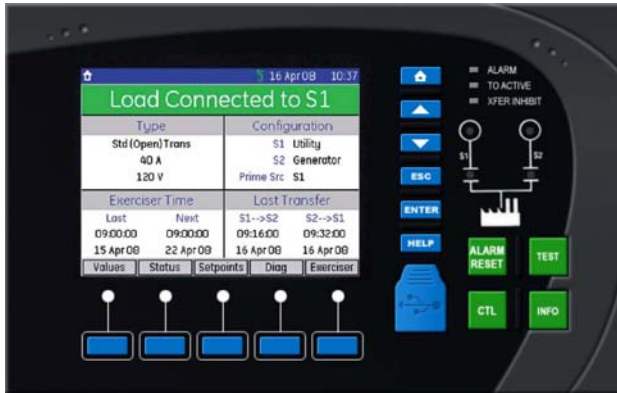 16 Apr 08 10:37
Load Connected to S1
Type
Configuration
Std (Open) Trans
40 A
120 V
S1 Utility
S2 Generator
Prime Src S1
Exerciser Time
Last Transfer
Last Next
09:00:00 09:00:00
15 Apr 08 22 Apr 08
S1-->S2 S2-->S1
09:16:00 09:32:00
16 Apr 08 16 Apr 08
Values Status Setpoints Diag Exerciser
ESC
ENTER
HELP
ALARM
TO ACTIVE
XFER INHIBIT
S1
S2
ALARM RESET
TEST
CTL
INFO